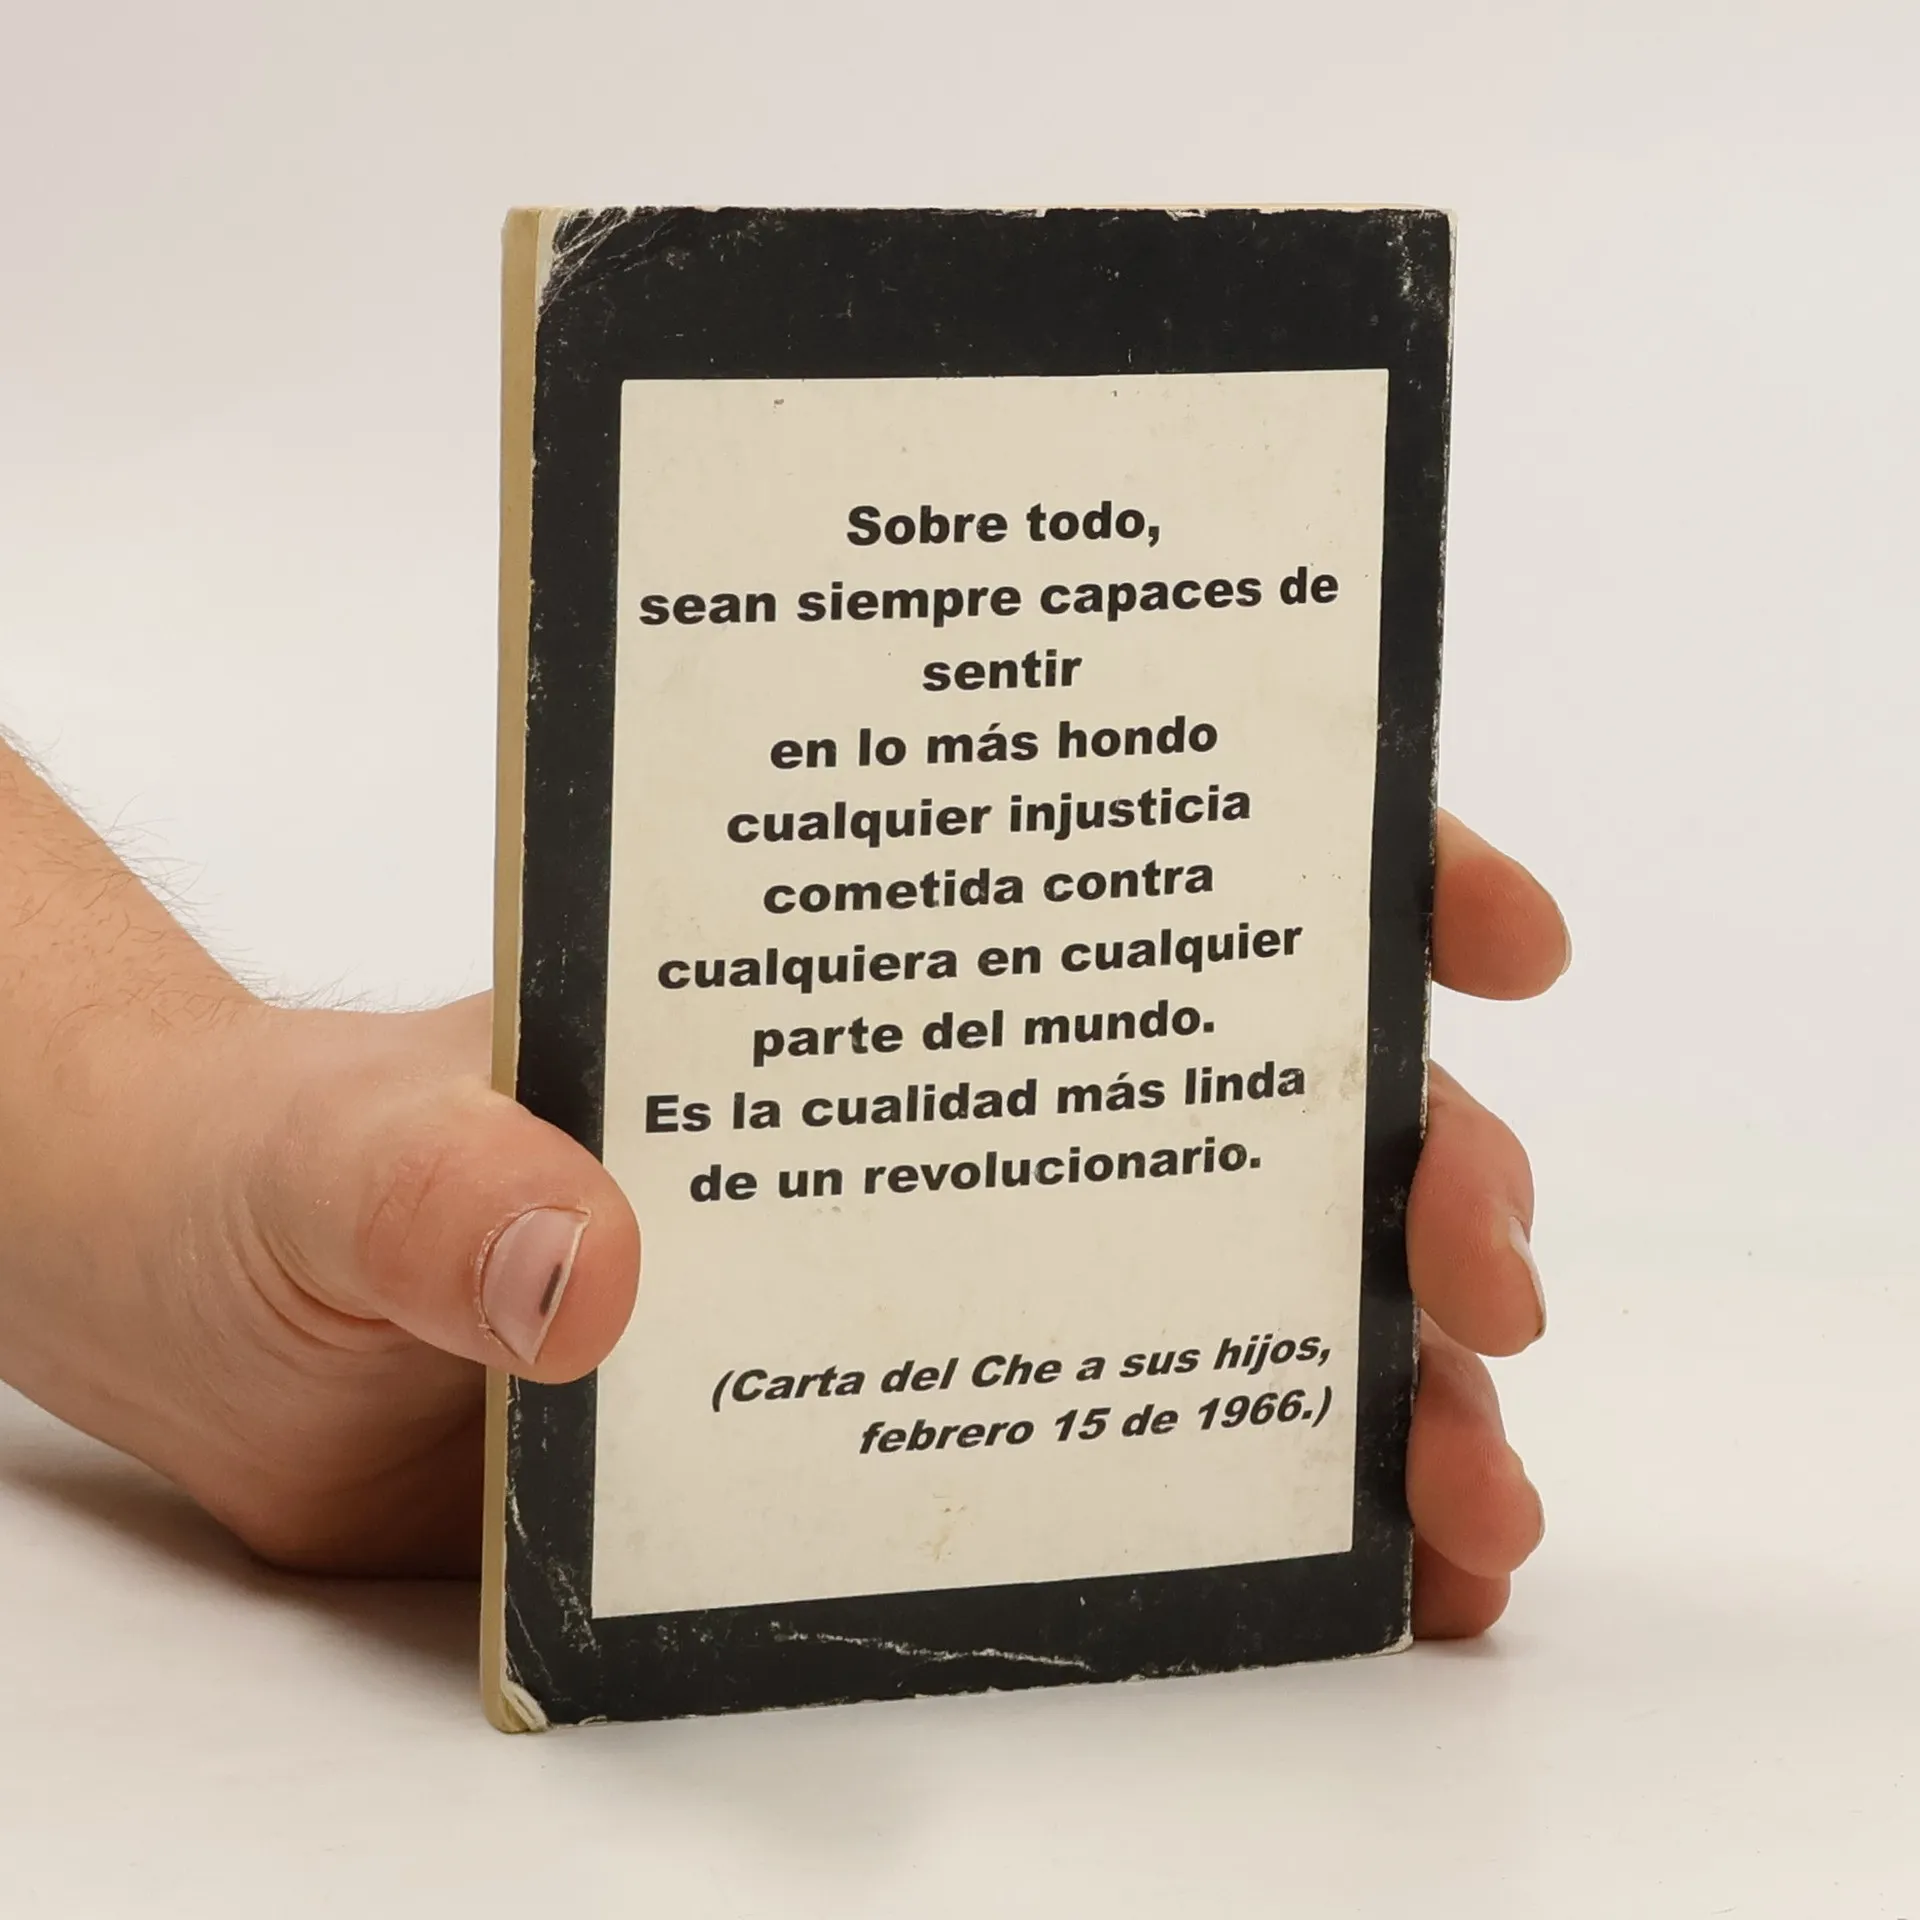 Sobre todo,
sean siempre capaces de
sentir
en lo más hondo
cualquier injusticia
cometida contra
cualquiera en cualquier
parte del mundo.
Es la cualidad más linda
de un revolucionario.
(Carta del Che a sus hijos,
febrero 15 de 1966.)